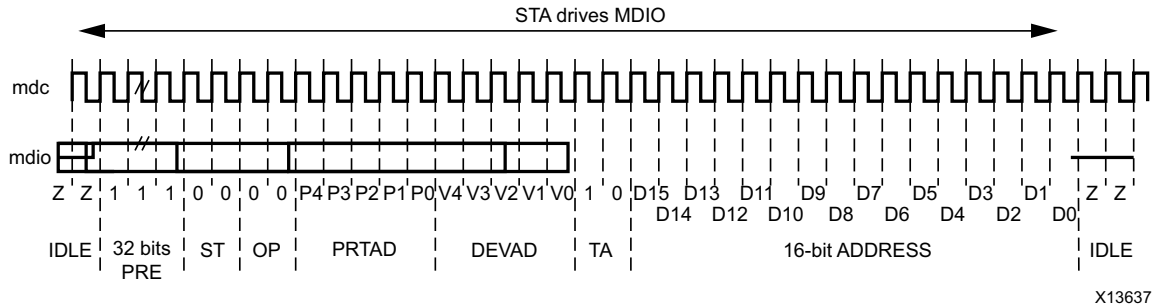 STA drives MDIO
mdc
mdio
Z Z 1 1 1 0 0 0 0 P4 P3 P2 P1 P0 V4 V3 V2 V1 V0 1 0 D15 D13 D11 D9 D7 D5 D3 D1 Z Z
D14 D12 D10 D8 D6 D4 D2 D0
IDLE 32 bits ST OP PRTAD DEVAD TA 16-bit ADDRESS IDLE
PRE
X13637